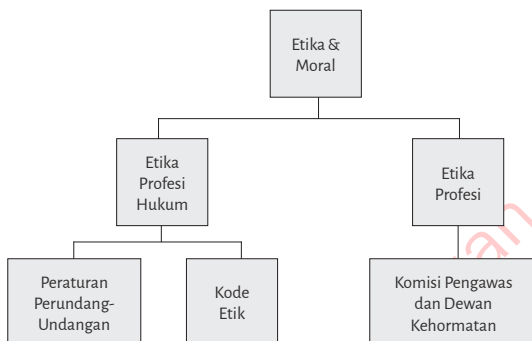 Etika &
Moral
Etika
Profesi
Hukum
Etika
Profesi
Peraturan
Perundang-
Undangan
Kode
Etik
Komisi Pengawas
dan Dewan
Kehormatan